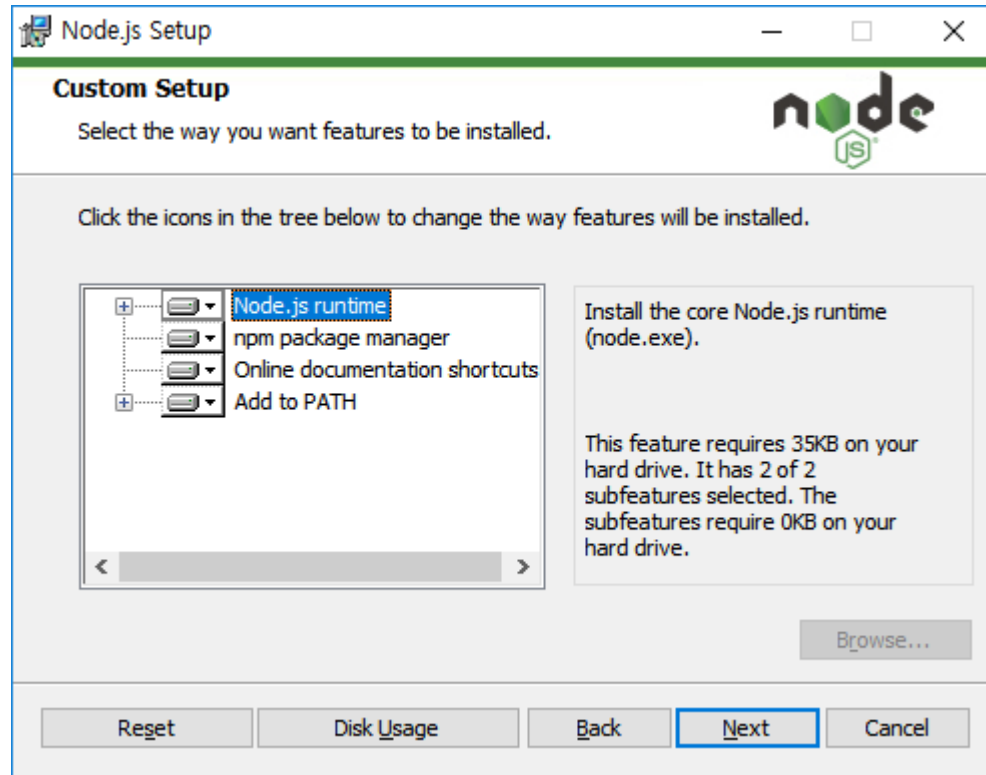 Node.js Setup
Custom Setup
Select the way you want features to be installed.
node
JS
Click the icons in the tree below to change the way features will be installed.
Node.js runtime
npm package manager
Online documentation shortcuts
Add to PATH
Install the core Node.js runtime
(node.exe).
This feature requires 35KB on your
hard drive. It has 2 of 2
subfeatures selected. The
subfeatures require 0KB on your
hard drive.
Browse...
Reset
Disk Usage
Back
Next
Cancel